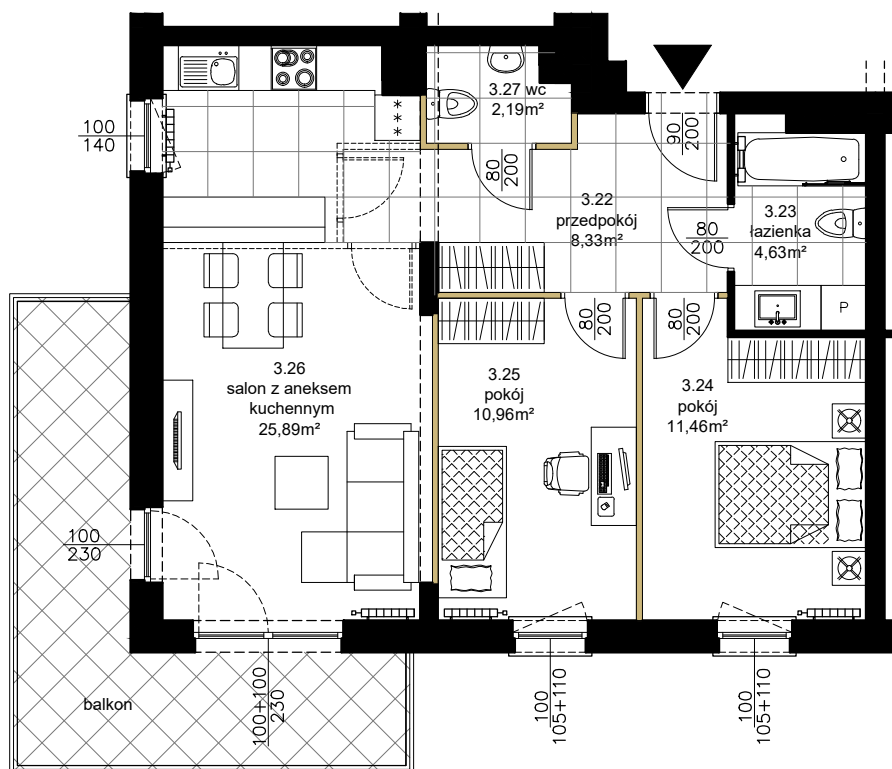 3.27 wc
2,19m²
100
140
***
80
200
90
200
3.22
przedpokój
8,33m²
80
200
3.23
łazienka
4,63m²
P
80
200
80
200
3.26
salon z aneksem
kuchennym
25,89m²
3.25
pokój
10,96m²
3.24
pokój
11,46m²
100
230
balkon
100+100
230
100
105+110
100
105+110